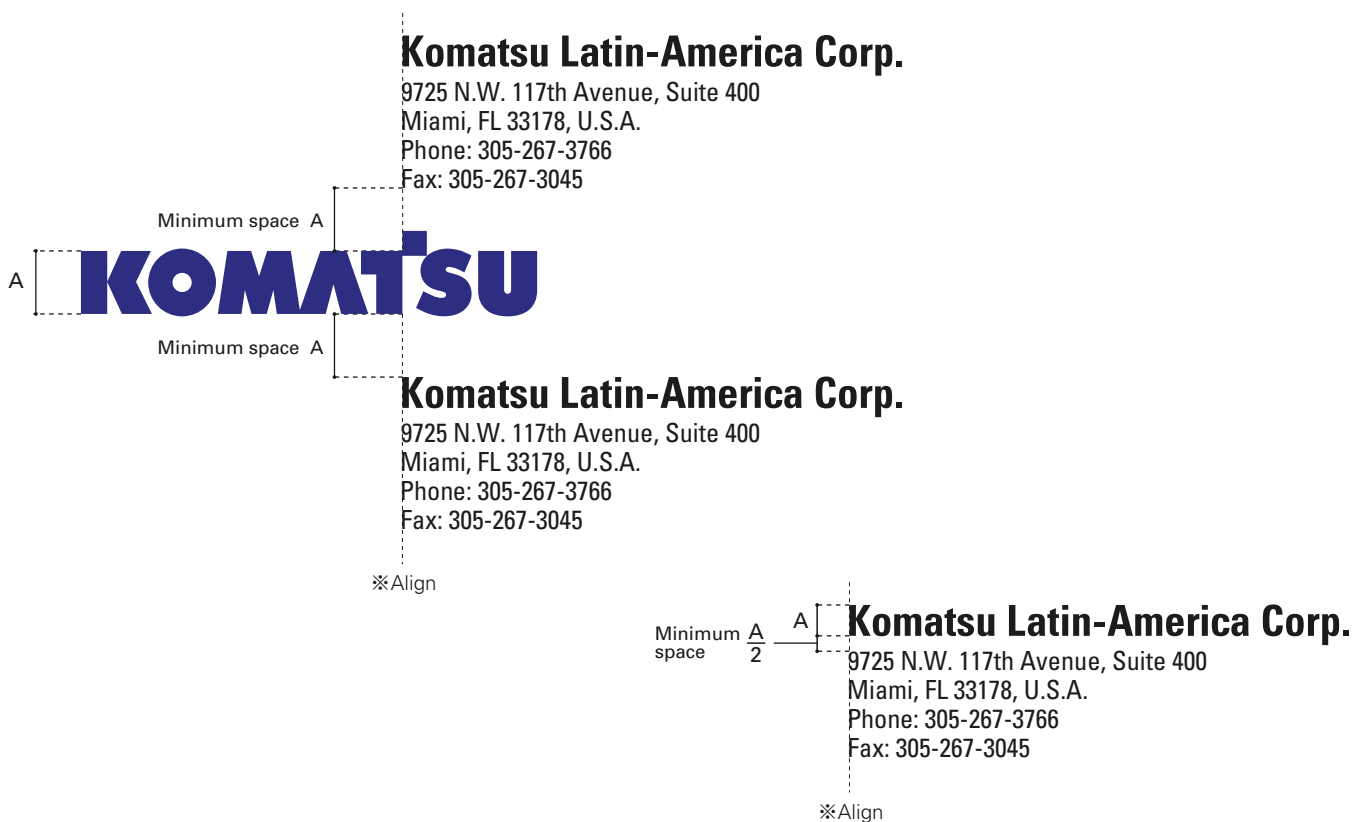 Komatsu Latin-America Corp.
9725 N.W. 117th Avenue, Suite 400
Miami, FL 33178, U.S.A.
Phone: 305-267-3766
Fax: 305-267-3045
Minimum space A
A
KOMATSU
Minimum space A
Komatsu Latin-America Corp.
9725 N.W. 117th Avenue, Suite 400
Miami, FL 33178, U.S.A.
Phone: 305-267-3766
Fax: 305-267-3045
※Align
A
Minimum space A/2
Komatsu Latin-America Corp.
9725 N.W. 117th Avenue, Suite 400
Miami, FL 33178, U.S.A.
Phone: 305-267-3766
Fax: 305-267-3045
※Align